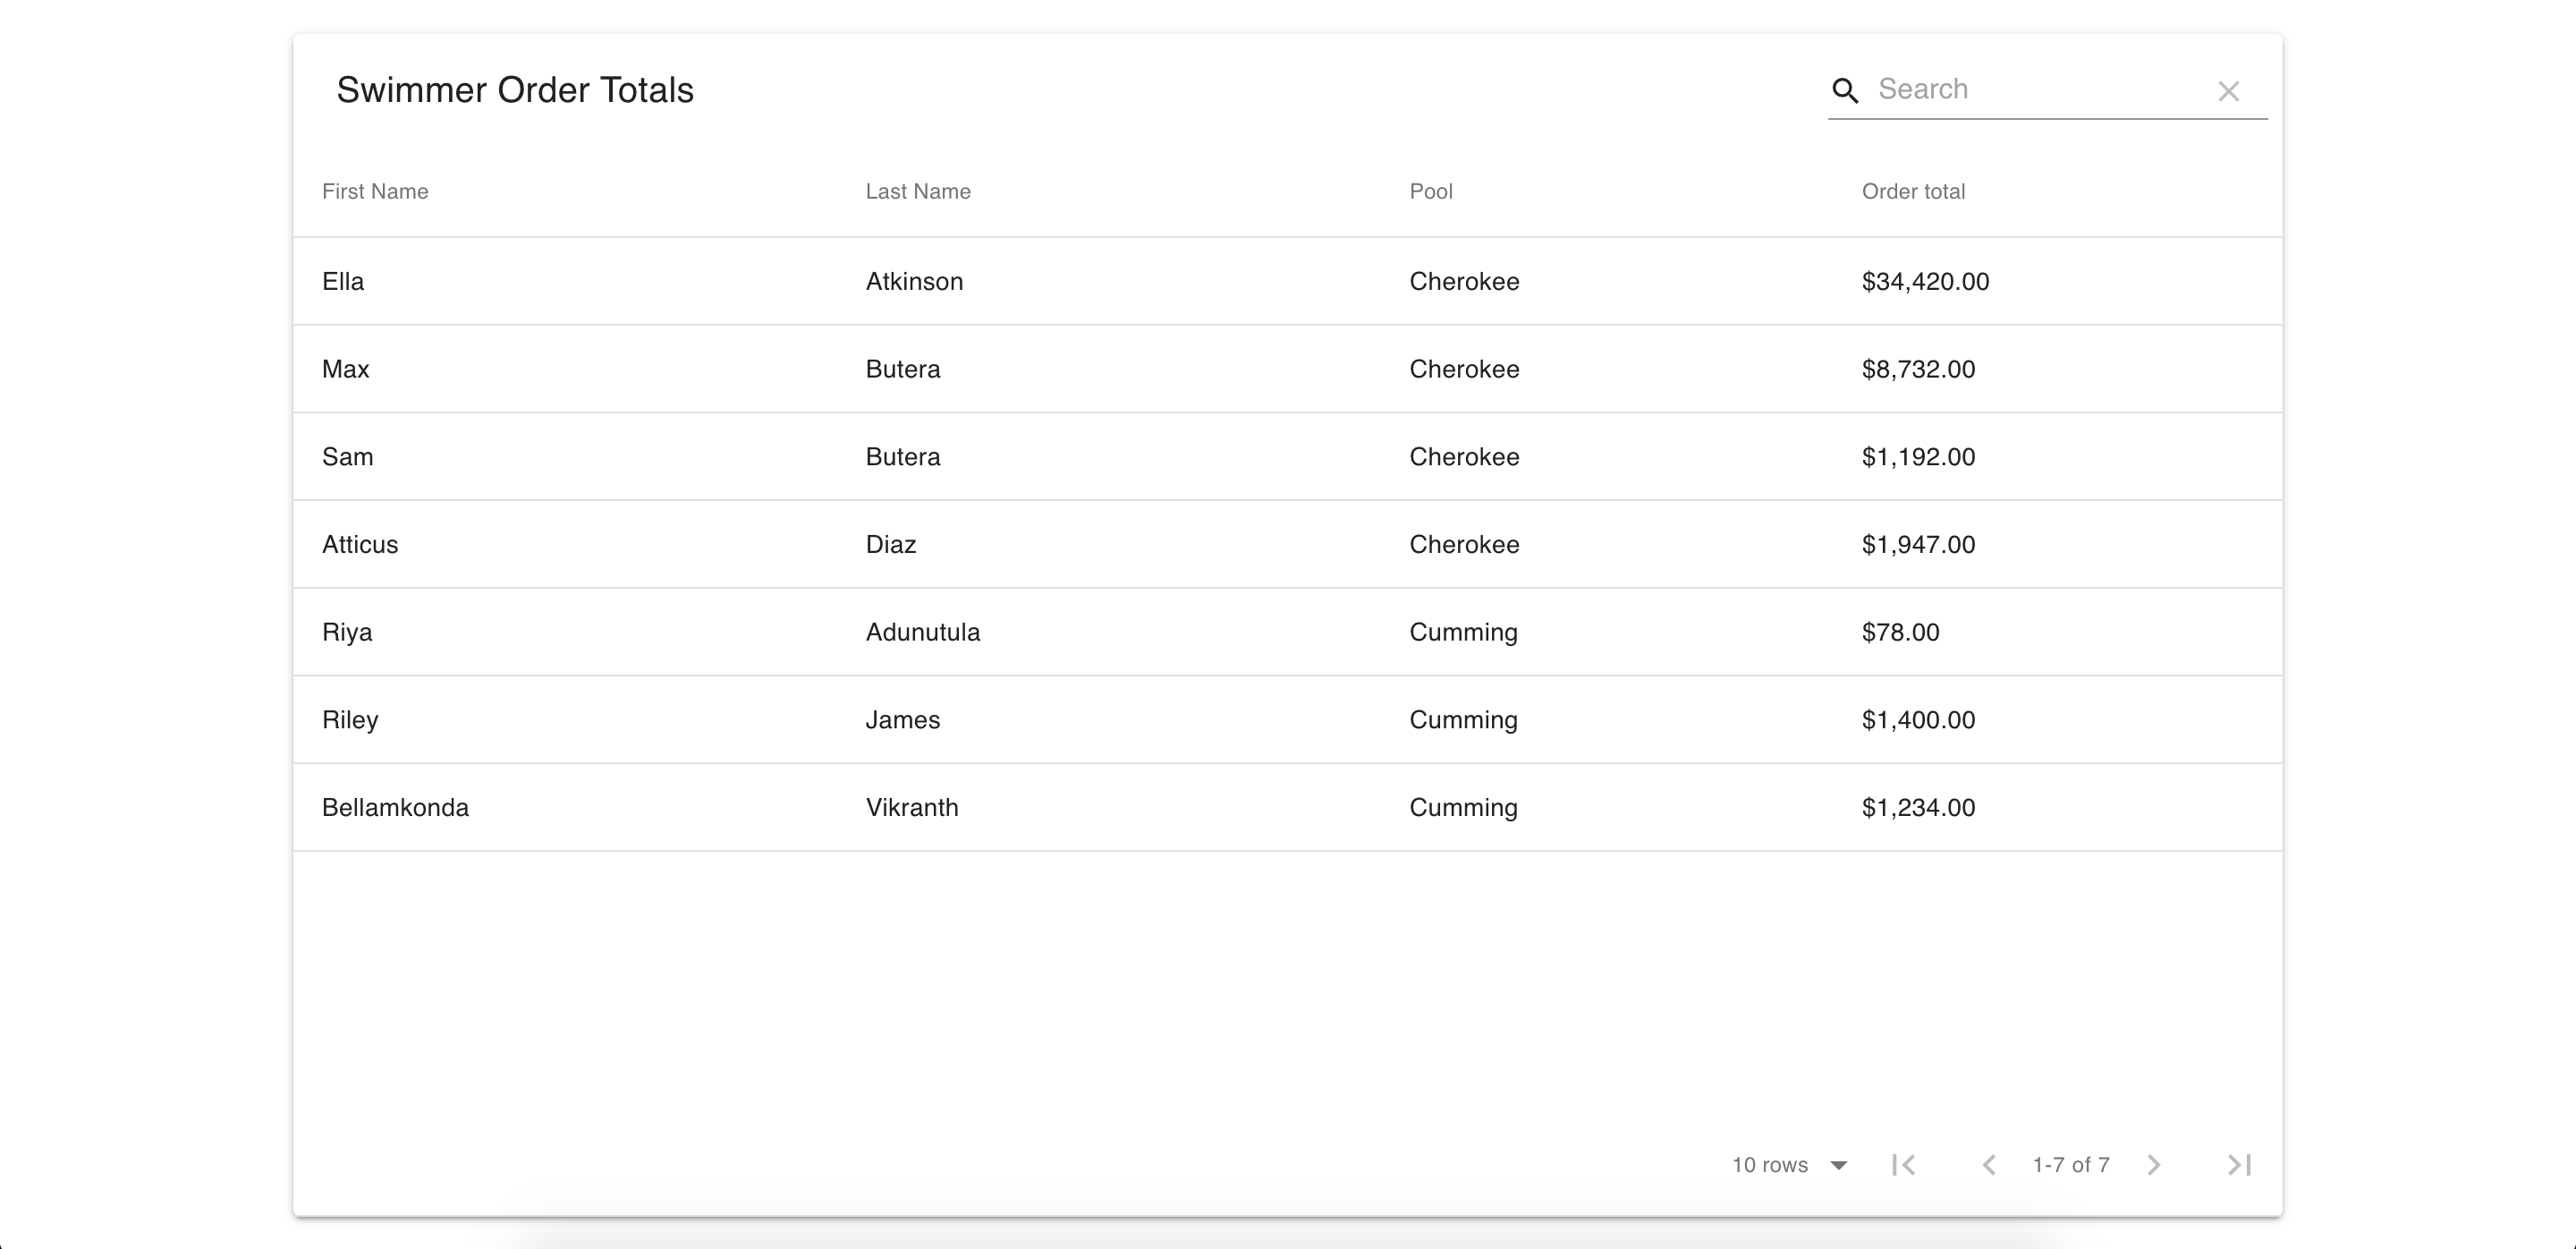 Swimmer Order Totals
Search
First Name Last Name Pool Order total
Ella Atkinson Cherokee $34,420.00
Max Butera Cherokee $8,732.00
Sam Butera Cherokee $1,192.00
Atticus Diaz Cherokee $1,947.00
Riya Adunutula Cumming $78.00
Riley James Cumming $1,400.00
Bellamkonda Vikranth Cumming $1,234.00
10 rows 1-7 of 7